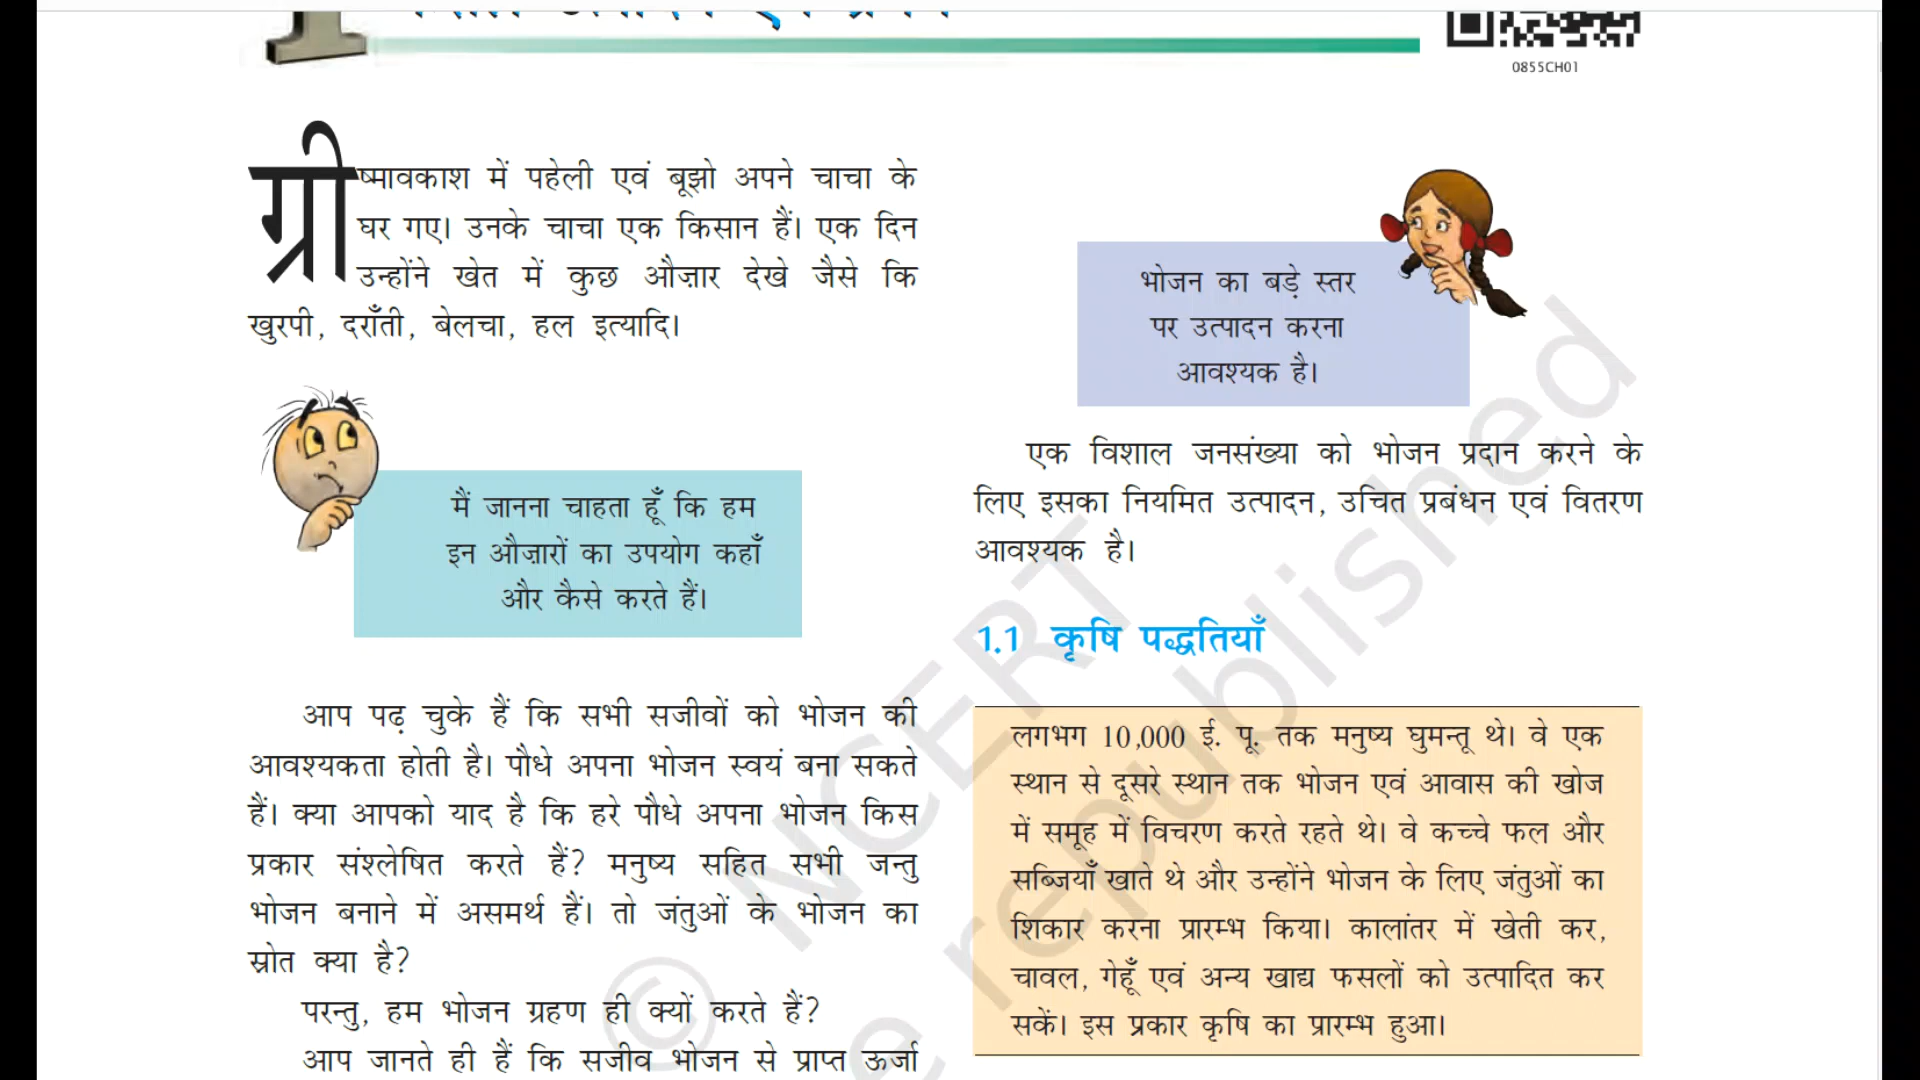 0855CH01
ग्रीष्मावकाश में पहेली एवं बूझो अपने चाचा के
घर गए। उनके चाचा एक किसान हैं। एक दिन
उन्होंने खेत में कुछ औज़ार देखे जैसे कि
खुरपी, दराँती, बेलचा, हल इत्यादि।
मैं जानना चाहता हूँ कि हम
इन औज़ारों का उपयोग कहाँ
और कैसे करते हैं।
आप पढ़ चुके हैं कि सभी सजीवों को भोजन की
आवश्यकता होती है। पौधे अपना भोजन स्वयं बना सकते
हैं। क्या आपको याद है कि हरे पौधे अपना भोजन किस
प्रकार संश्लेषित करते हैं? मनुष्य सहित सभी जन्तु
भोजन बनाने में असमर्थ हैं। तो जंतुओं के भोजन का
स्रोत क्या है?
परन्तु, हम भोजन ग्रहण ही क्यों करते हैं?
आप जानते ही हैं कि सजीव भोजन से प्राप्त ऊर्जा
भोजन का बड़े स्तर
पर उत्पादन करना
आवश्यक है।
एक विशाल जनसंख्या को भोजन प्रदान करने के
लिए इसका नियमित उत्पादन, उचित प्रबंधन एवं वितरण
आवश्यक है।
1.1 कृषि पद्धतियाँ
लगभग 10,000 ई. पू. तक मनुष्य घुमन्तू थे। वे एक
स्थान से दूसरे स्थान तक भोजन एवं आवास की खोज
में समूह में विचरण करते रहते थे। वे कच्चे फल और
सब्जियाँ खाते थे और उन्होंने भोजन के लिए जंतुओं का
शिकार करना प्रारम्भ किया। कालांतर में खेती कर,
चावल, गेहूँ एवं अन्य खाद्य फसलों को उत्पादित कर
सकें। इस प्रकार कृषि का प्रारम्भ हुआ।
© NCERT
republished